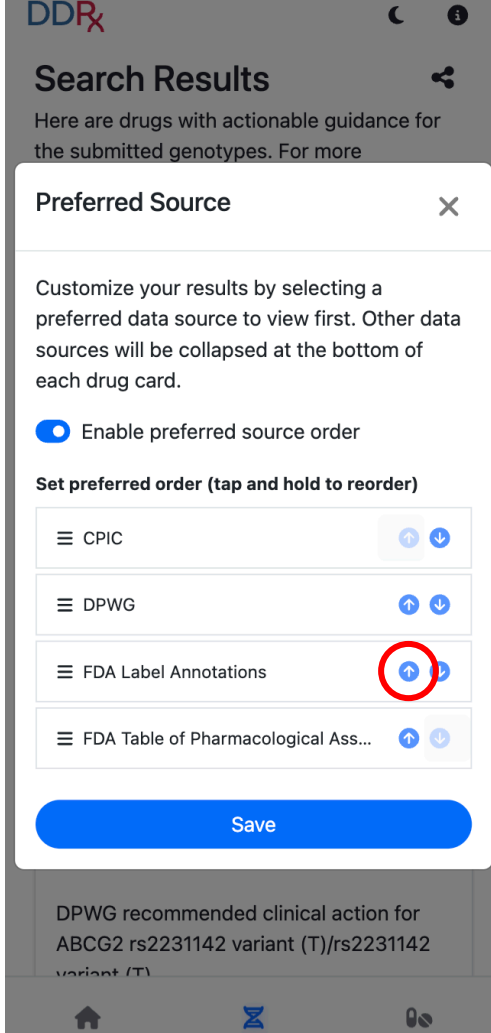 DDRx
Search Results
Here are drugs with actionable guidance for
the submitted genotypes. For more
Preferred Source
Customize your results by selecting a
preferred data source to view first. Other data
sources will be collapsed at the bottom of
each drug card.
Enable preferred source order
Set preferred order (tap and hold to reorder)
CPIC
DPWG
FDA Label Annotations
FDA Table of Pharmacological Ass...
Save
DPWG recommended clinical action for
ABCG2 rs2231142 variant (T)/rs2231142
variant (T)